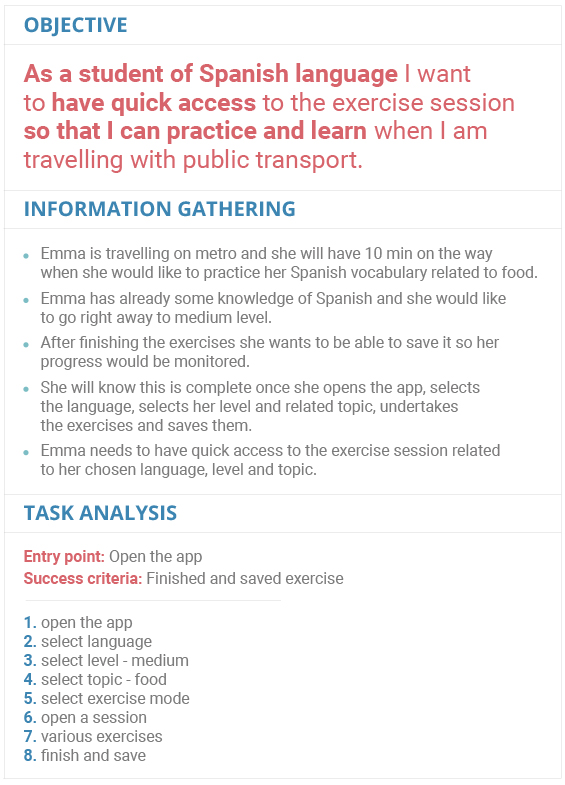 OBJECTIVE
As a student of Spanish language I want
to have quick access to the exercise session
so that I can practice and learn when I am
travelling with public transport.
INFORMATION GATHERING
Emma is travelling on metro and she will have 10 min on the way
when she would like to practice her Spanish vocabulary related to food.
Emma has already some knowledge of Spanish and she would like
to go right away to medium level.
After finishing the exercises she wants to be able to save it so her
progress would be monitored.
She will know this is complete once she opens the app, selects
the language, selects her level and related topic, undertakes
the exercises and saves them.
Emma needs to have quick access to the exercise session related
to her chosen language, level and topic.
TASK ANALYSIS
Entry point: Open the app
Success criteria: Finished and saved exercise
1. open the app
2. select language
3. select level - medium
4. select topic - food
5. select exercise mode
6. open a session
7. various exercises
8. finish and save